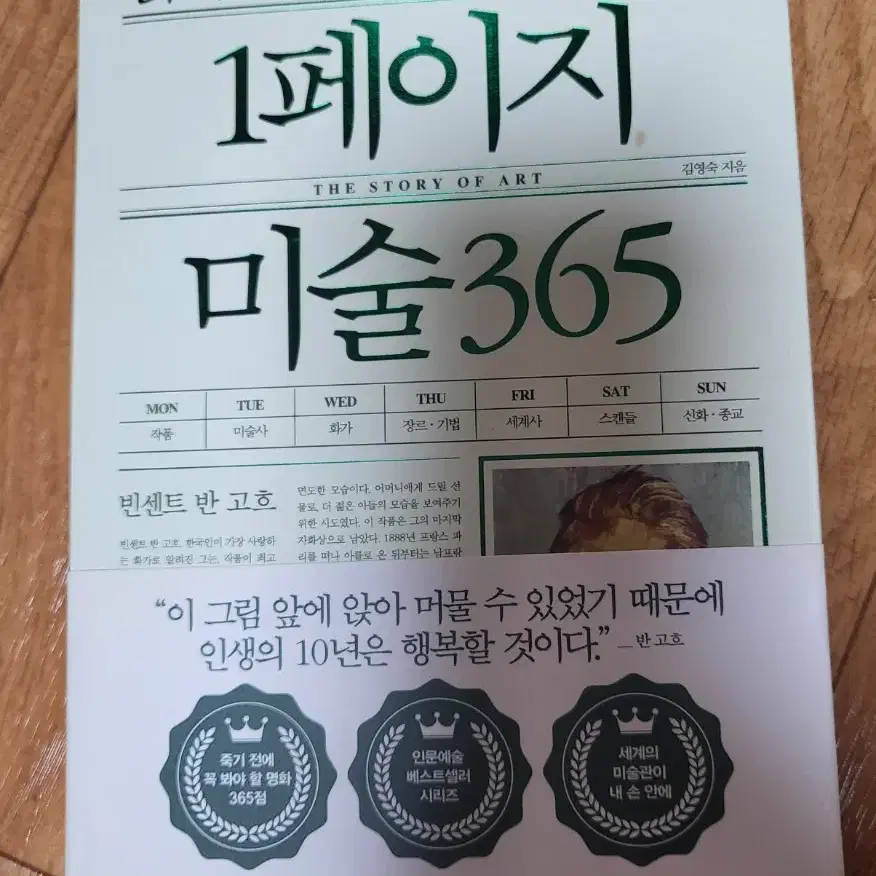 1페이지
THE STORY OF ART
김영숙 지음
미술 365
MON TUE WED THU FRI SAT SUN
작품 미술사 화가 장르·기법 세계사 스캔들 신화·종교
빈센트 반 고흐
빈센트 반 고흐. 한국인이 가장 사랑하
는 화가로 알려진 그는, 작품이 최고
면도한 모습이다. 어머니에게 드릴 선
물로, 더 젊은 아들의 모습을 보여주기
위한 시도였다. 이 작품은 그의 마지막
자화상으로 남았다. 1888년 프랑스 파
리를 떠나 아를로 온 뒤부터는 남프랑
“이 그림 앞에 앉아 머물 수 있었기 때문에
인생의 10년은 행복할 것이다.” _반 고흐
죽기 전에
꼭 봐야 할 명화
365점
인문예술
베스트셀러
시리즈
세계의
미술관이
내 손 안에